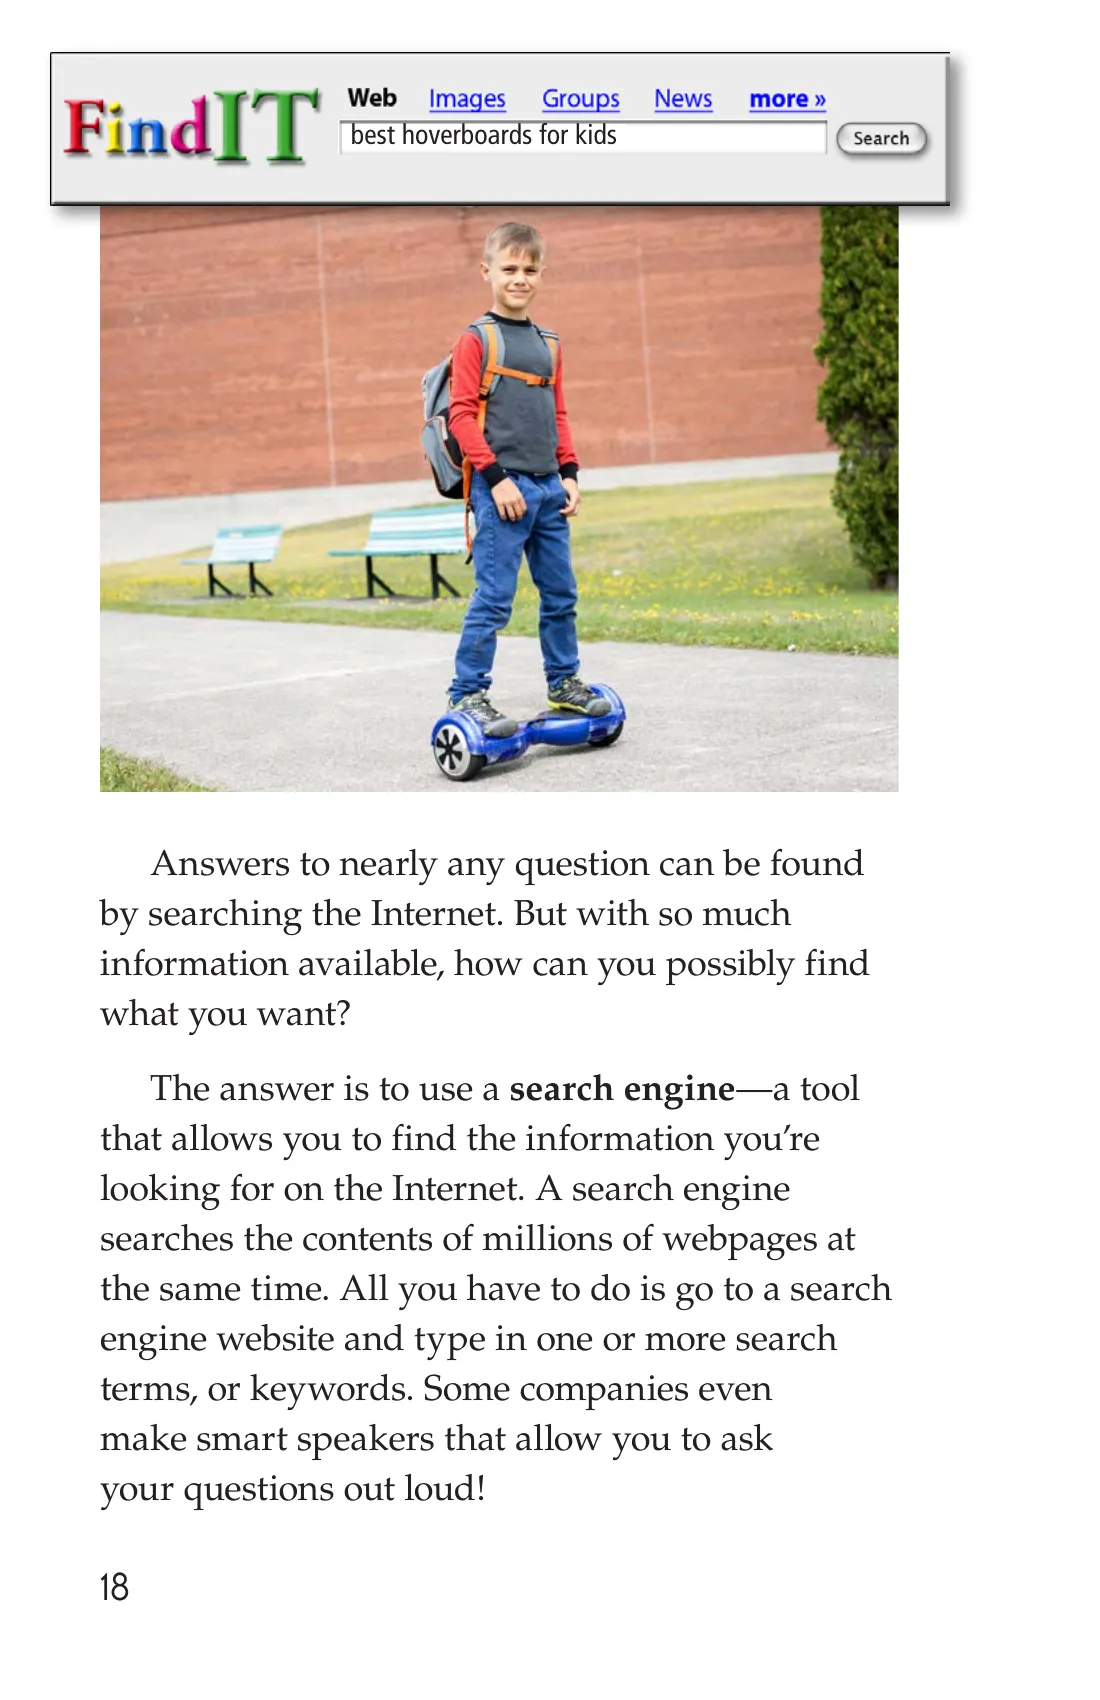 FindIT
Web Images Groups News more »
best hoverboards for kids
Search
Answers to nearly any question can be found
by searching the Internet. But with so much
information available, how can you possibly find
what you want?
The answer is to use a search engine—a tool
that allows you to find the information you’re
looking for on the Internet. A search engine
searches the contents of millions of webpages at
the same time. All you have to do is go to a search
engine website and type in one or more search
terms, or keywords. Some companies even
make smart speakers that allow you to ask
your questions out loud!
18